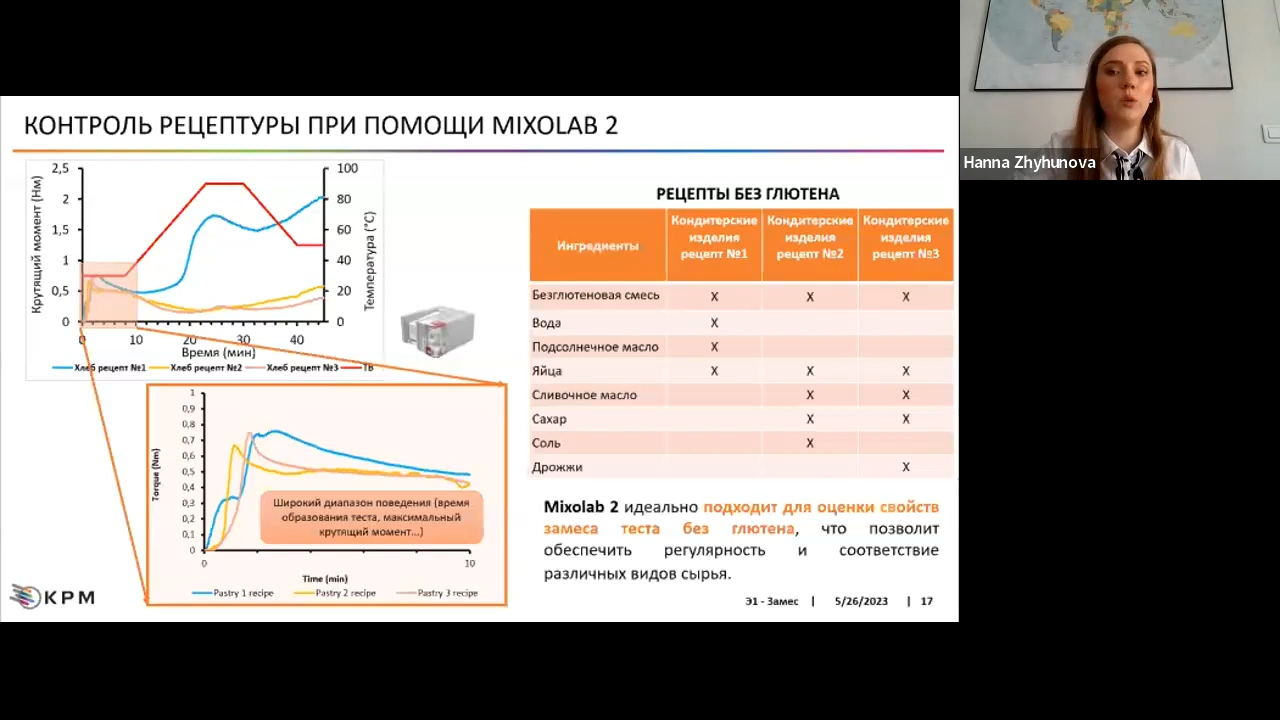 КОНТРОЛЬ РЕЦЕПТУРЫ ПРИ ПОМОЩИ MIXOLAB 2
Крутящий момент (Нм)
2,5
2
1,5
1
0,5
0
100
80
60
40
20
0
Температура (°C)
0
10
20
30
40
Время (мин)
Хлеб рецепт №1
Хлеб рецепт №2
Хлеб рецепт №3
ТВ
Torque (Nm)
1
0,9
0,8
0,7
0,6
0,5
0,4
0,3
0,2
0,1
0
Широкий диапазон поведения (время
образования теста, максимальный
крутящий момент...)
0
10
Time (min)
Pastry 1 recipe
Pastry 2 recipe
Pastry 3 recipe
КРМ
РЕЦЕПТЫ БЕЗ ГЛЮТЕНА
Ингредиенты
Кондитерские изделия рецепт №1
Кондитерские изделия рецепт №2
Кондитерские изделия рецепт №3
Безглютеновая смесь X X X
Вода X
Подсолнечное масло X
Яйца X X X
Сливочное масло X X
Сахар X X
Соль X
Дрожжи X
Mixolab 2 идеально подходит для оценки свойств
замеса теста без глютена, что позволит
обеспечить регулярность и соответствие
различных видов сырья.
Э1 - Замес | 5/26/2023 | 17
Hanna Zhyhunova